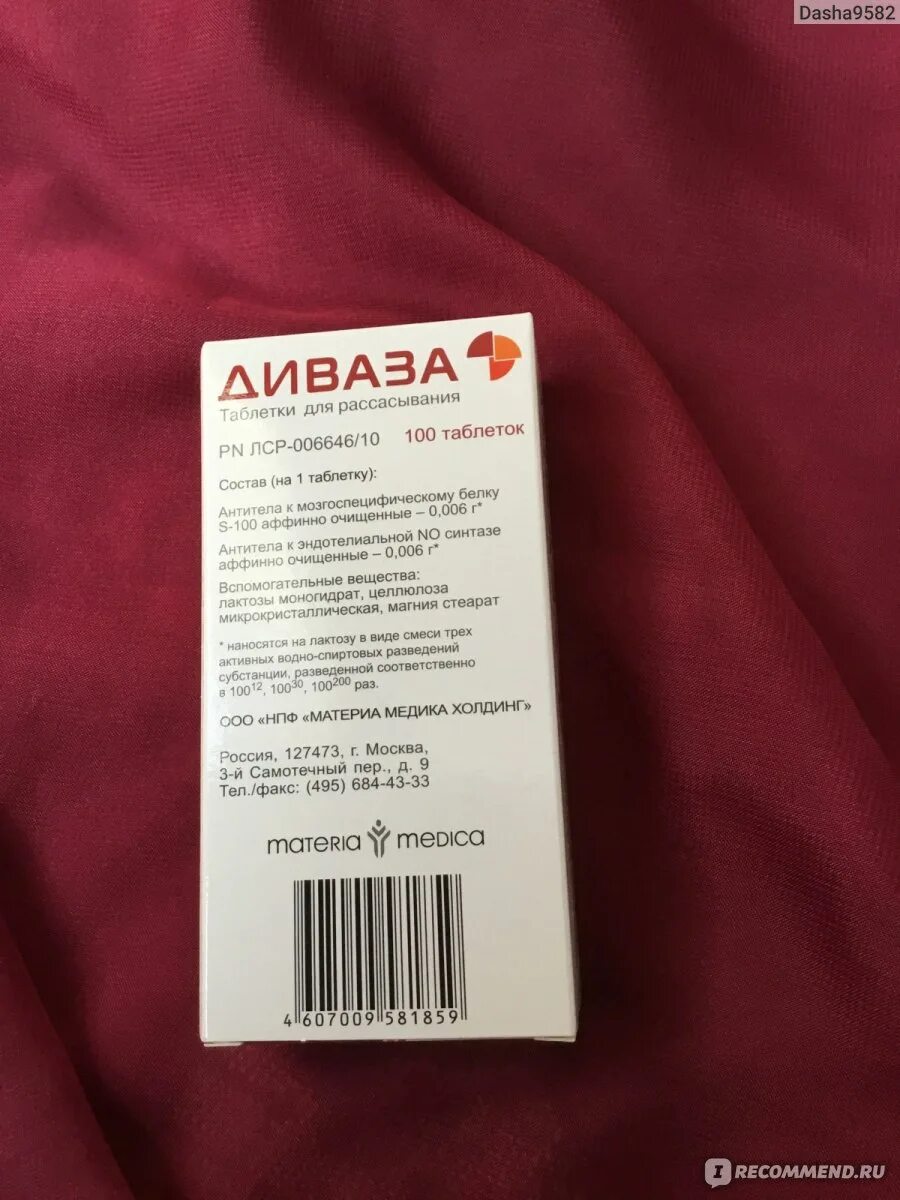 Dasha9582
ДИВАЗА
Таблетки для рассасывания
PN ЛСР-006646/10 100 таблеток
Состав (на 1 таблетку):
Антитела к мозгоспецифическому белку
S-100 аффинно очищенные – 0,006 г*
Антитела к эндотелиальной NO синтазе
аффинно очищенные – 0,006 г*
Вспомогательные вещества:
лактозы моногидрат, целлюлоза
микрокристаллическая, магния стеарат
* наносятся на лактозу в виде смеси трех
активных водно-спиртовых разведений
субстанции, разведенной соответственно
в 100¹², 100³⁰, 100²⁰⁰ раз.
ООО «НПФ «МАТЕРИА МЕДИКА ХОЛДИНГ»
Россия, 127473, г. Москва,
3-й Самотечный пер., д. 9
Тел./факс: (495) 684-43-33
materia medica
4 607009 581859
I RECOMMEND.RU